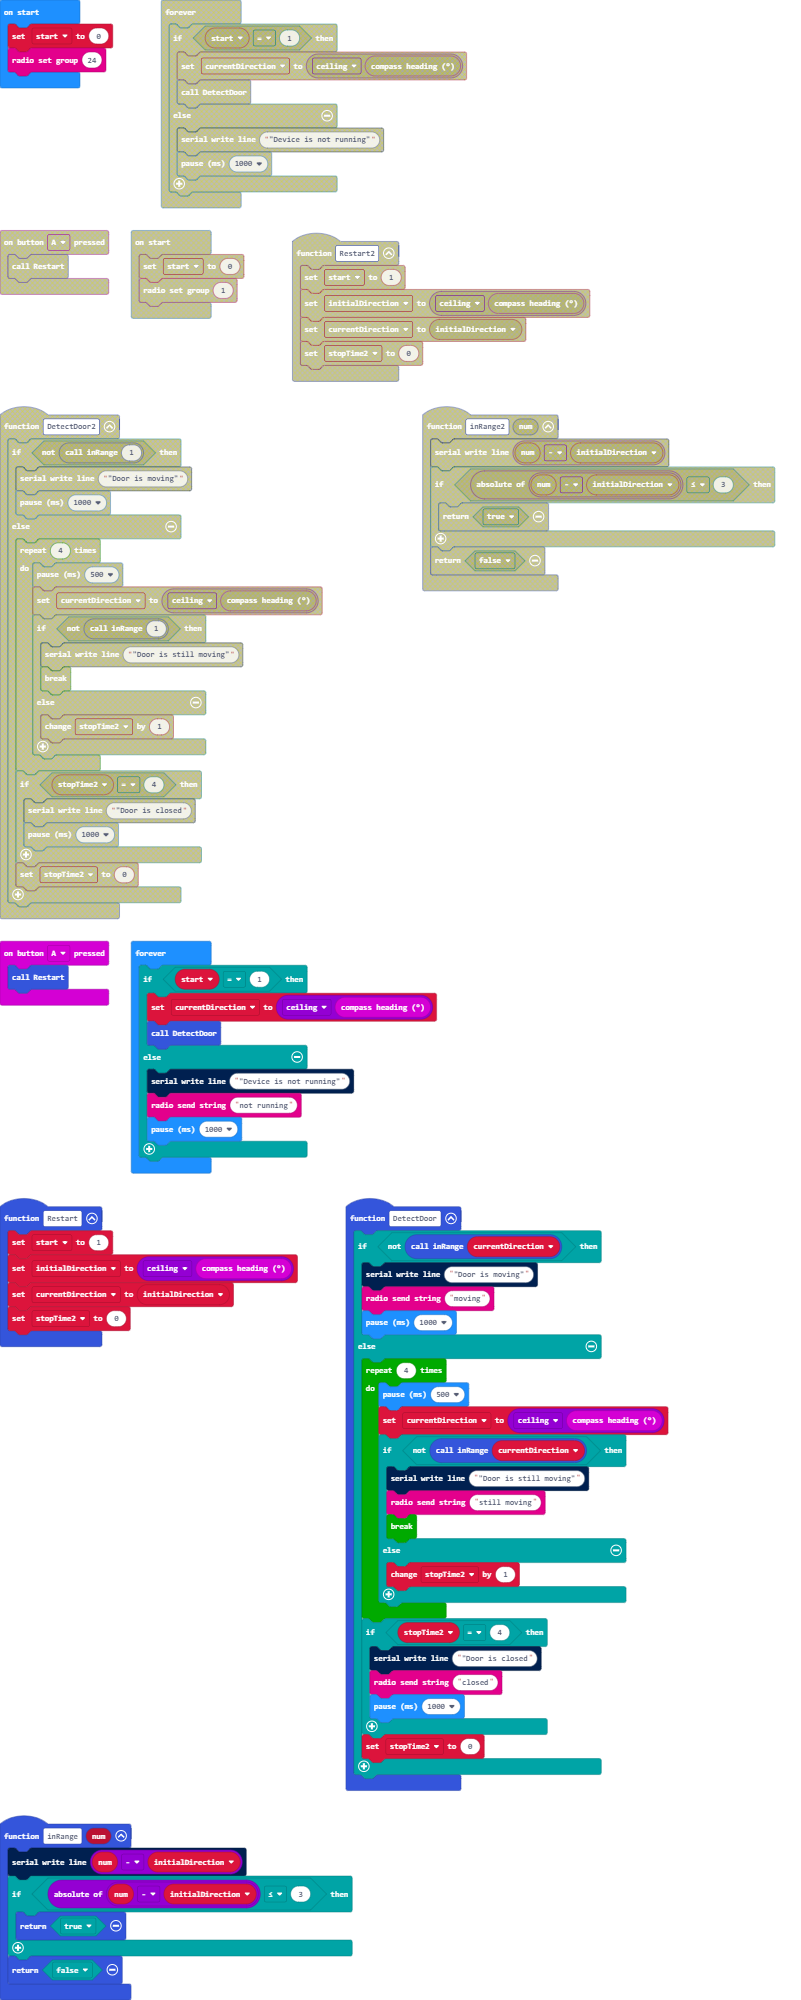 on start
set start to 0
radio set group 24
forever
if start = 1 then
set currentDirection to ceiling compass heading (°)
call DetectDoor
else
serial write line ""Device is not running""
pause (ms) 1000
on button A pressed
call Restart
on start
set start to 0
radio set group 1
function Restart2
set start to 1
set initialDirection to ceiling compass heading (°)
set currentDirection to initialDirection
set stopTime2 to 0
function DetectDoor2
if not call inRange 1 then
serial write line ""Door is moving""
pause (ms) 1000
else
repeat 4 times
do
pause (ms) 500
set currentDirection to ceiling compass heading (°)
if not call inRange 1 then
serial write line ""Door is still moving""
break
else
change stopTime2 by 1
if stopTime2 = 4 then
serial write line ""Door is closed"
pause (ms) 1000
set stopTime2 to 0
function inRange2 num
serial write line num - initialDirection
if absolute of num - initialDirection ≤ 3 then
return true
return false
on button A pressed
call Restart
forever
if start = 1 then
set currentDirection to ceiling compass heading (°)
call DetectDoor
else
serial write line ""Device is not running""
radio send string "not running"
pause (ms) 1000
function Restart
set start to 1
set initialDirection to ceiling compass heading (°)
set currentDirection to initialDirection
set stopTime2 to 0
function DetectDoor
if not call inRange currentDirection then
serial write line ""Door is moving""
radio send string "moving"
pause (ms) 1000
else
repeat 4 times
do
pause (ms) 500
set currentDirection to ceiling compass heading (°)
if not call inRange currentDirection then
serial write line ""Door is still moving""
radio send string "still moving"
break
else
change stopTime2 by 1
if stopTime2 = 4 then
serial write line ""Door is closed"
radio send string "closed"
pause (ms) 1000
set stopTime2 to 0
function inRange num
serial write line num - initialDirection
if absolute of num - initialDirection ≤ 3 then
return true
return false